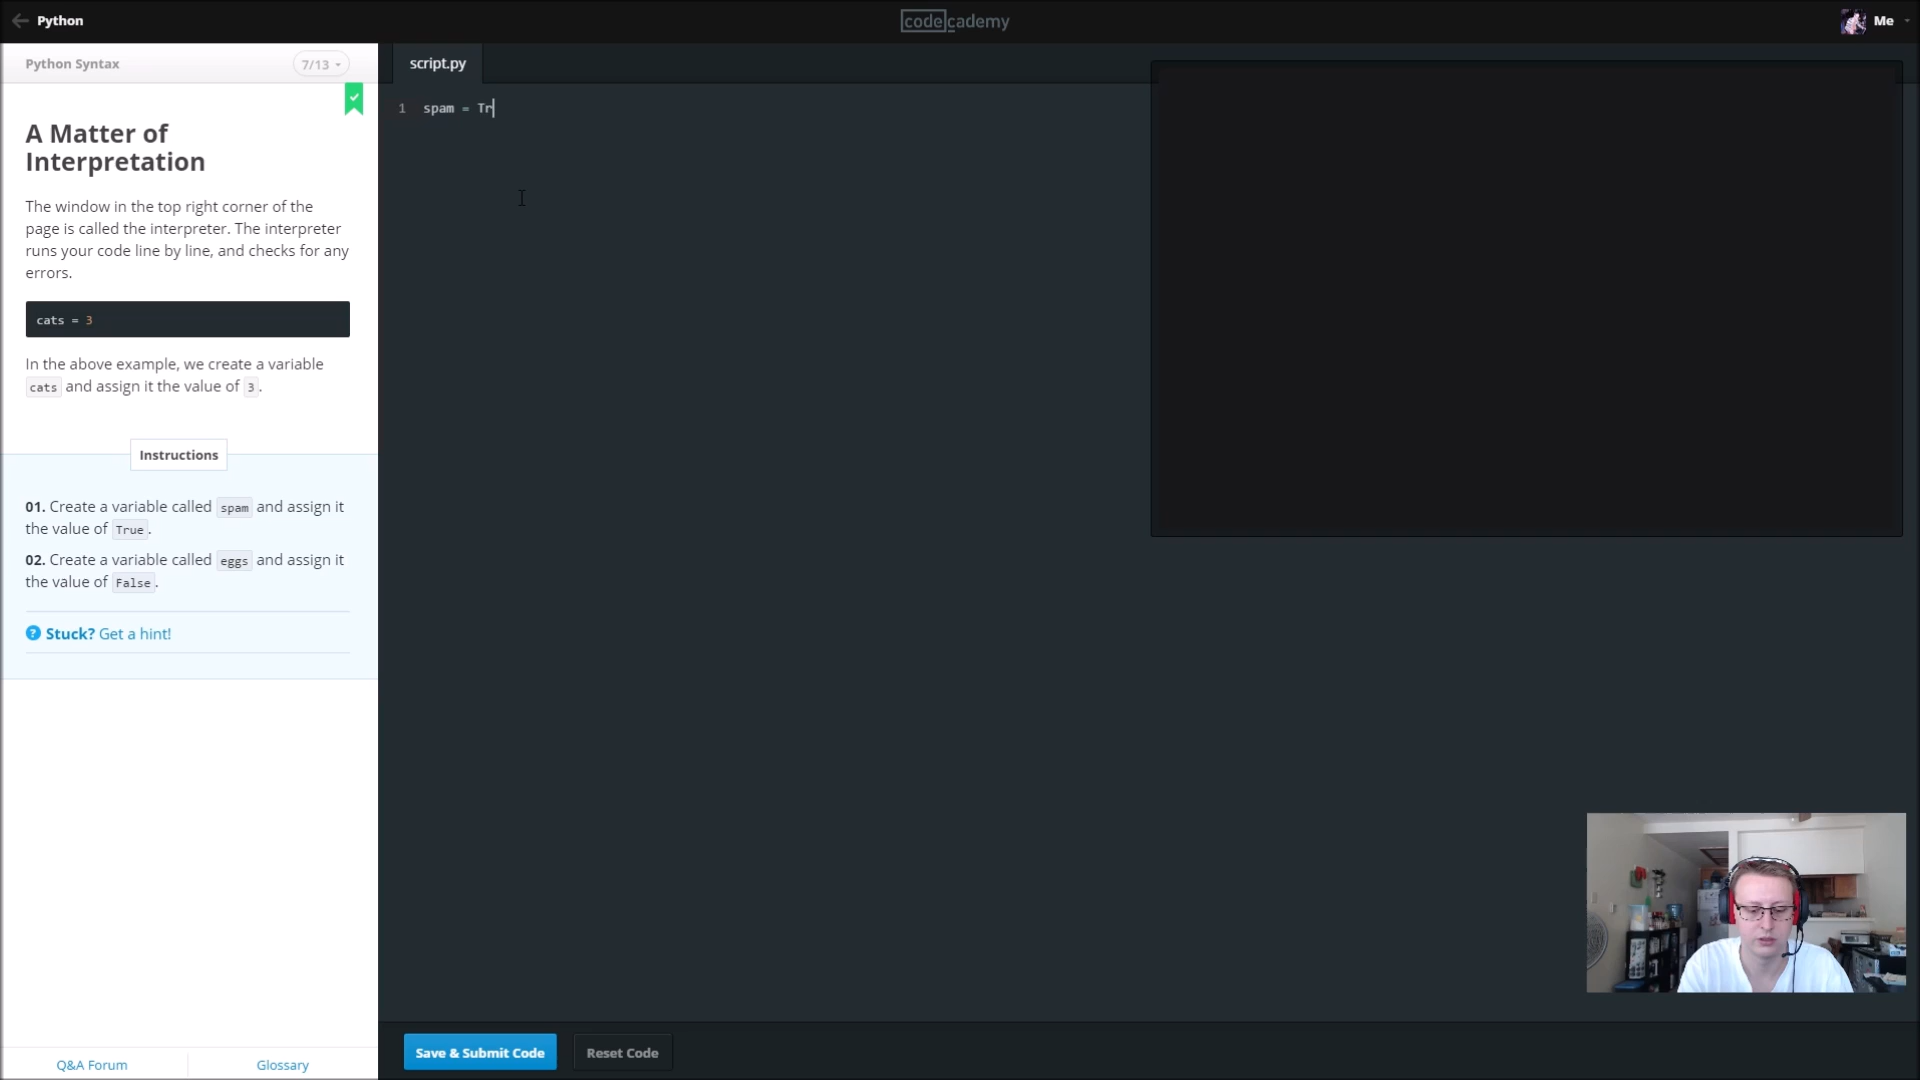 Python
codecademy
Me
Python Syntax
7/13
script.py
1 spam = Tr
A Matter of
Interpretation
The window in the top right corner of the
page is called the interpreter. The interpreter
runs your code line by line, and checks for any
errors.
cats = 3
In the above example, we create a variable
cats and assign it the value of 3.
Instructions
01. Create a variable called spam and assign it
the value of True.
02. Create a variable called eggs and assign it
the value of False.
? Stuck? Get a hint!
Save & Submit Code
Reset Code
Q&A Forum
Glossary